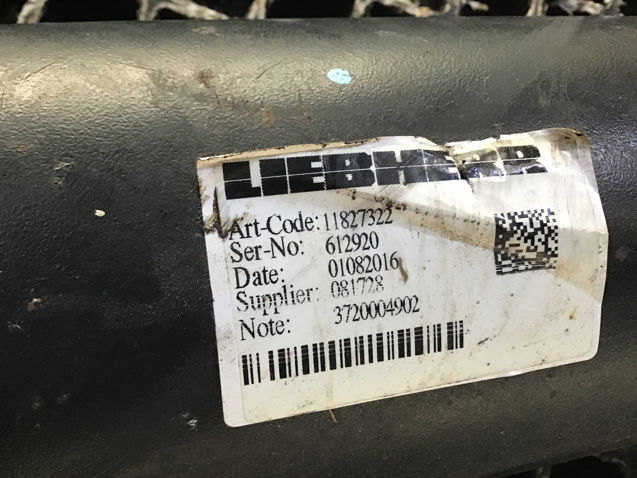 LIEBHERR
Art-Code: 11827322
Ser-No: 612920
Date: 01082016
Supplier: 081728
Note: 3720004902